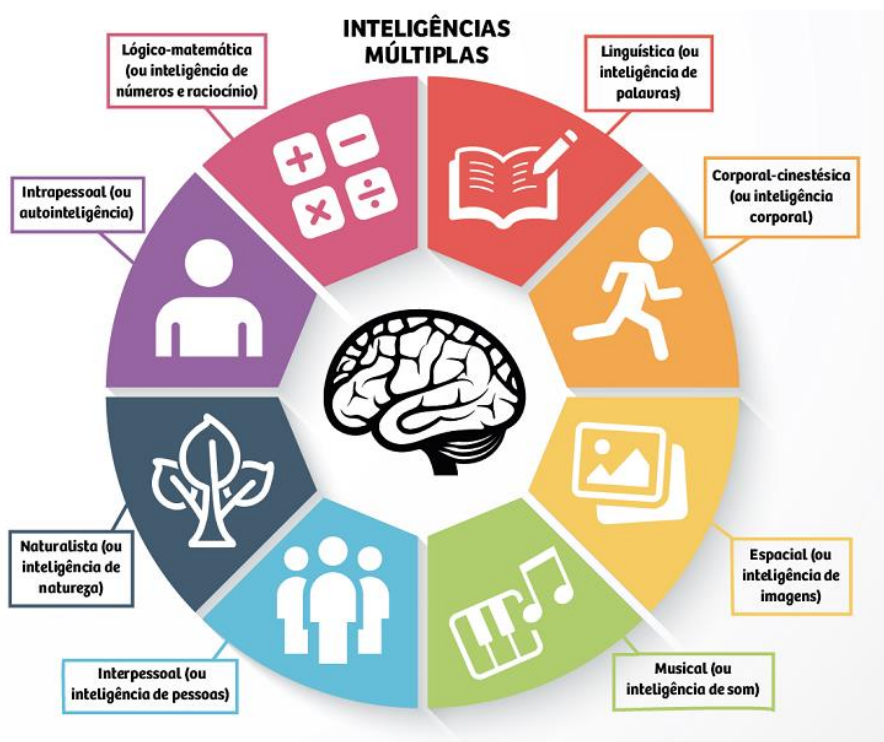 INTELIGÊNCIAS
MÚLTIPLAS
Lógico-matemática
(ou inteligência de
números e raciocínio)
Linguística (ou
inteligência de
palavras)
Intrapessoal (ou
autointeligência)
Corporal-cinestésica
(ou inteligência
corporal)
Naturalista (ou
inteligência de
natureza)
Espacial (ou
inteligência de
imagens)
Interpessoal (ou
inteligência de pessoas)
Musical (ou
inteligência de som)